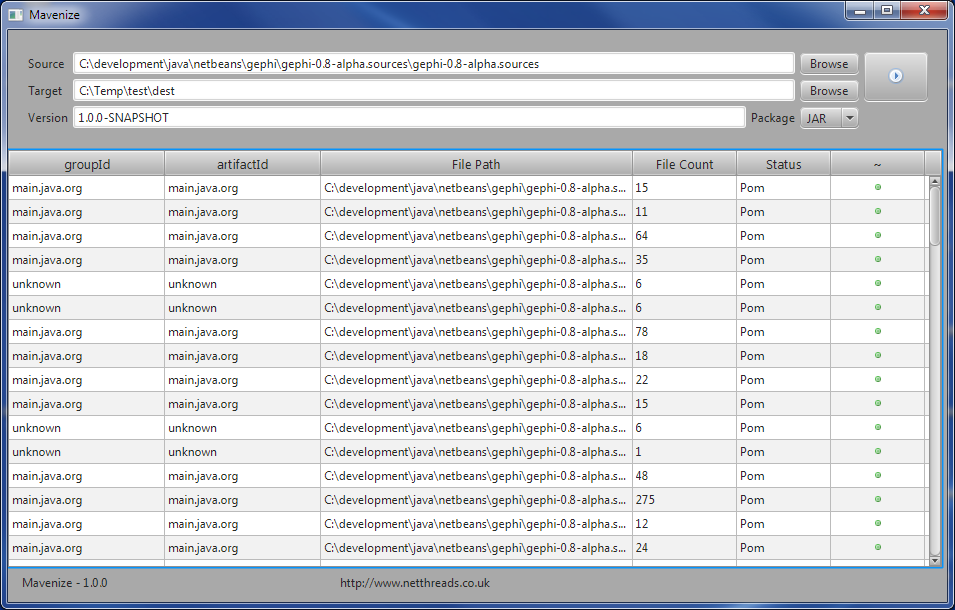 Mavenize
Source C:\development\java\netbeans\gephi\gephi-0.8-alpha.sources\gephi-0.8-alpha.sources Browse
Target C:\Temp\test\dest Browse
Version 1.0.0-SNAPSHOT Package JAR
groupId artifactId File Path File Count Status ~
main.java.org main.java.org C:\development\java\netbeans\gephi\gephi-0.8-alpha.s... 15 Pom
main.java.org main.java.org C:\development\java\netbeans\gephi\gephi-0.8-alpha.s... 11 Pom
main.java.org main.java.org C:\development\java\netbeans\gephi\gephi-0.8-alpha.s... 64 Pom
main.java.org main.java.org C:\development\java\netbeans\gephi\gephi-0.8-alpha.s... 35 Pom
unknown unknown C:\development\java\netbeans\gephi\gephi-0.8-alpha.s... 6 Pom
unknown unknown C:\development\java\netbeans\gephi\gephi-0.8-alpha.s... 6 Pom
main.java.org main.java.org C:\development\java\netbeans\gephi\gephi-0.8-alpha.s... 78 Pom
main.java.org main.java.org C:\development\java\netbeans\gephi\gephi-0.8-alpha.s... 18 Pom
main.java.org main.java.org C:\development\java\netbeans\gephi\gephi-0.8-alpha.s... 22 Pom
main.java.org main.java.org C:\development\java\netbeans\gephi\gephi-0.8-alpha.s... 15 Pom
unknown unknown C:\development\java\netbeans\gephi\gephi-0.8-alpha.s... 6 Pom
unknown unknown C:\development\java\netbeans\gephi\gephi-0.8-alpha.s... 1 Pom
main.java.org main.java.org C:\development\java\netbeans\gephi\gephi-0.8-alpha.s... 48 Pom
main.java.org main.java.org C:\development\java\netbeans\gephi\gephi-0.8-alpha.s... 275 Pom
main.java.org main.java.org C:\development\java\netbeans\gephi\gephi-0.8-alpha.s... 12 Pom
main.java.org main.java.org C:\development\java\netbeans\gephi\gephi-0.8-alpha.s... 24 Pom
Mavenize - 1.0.0 http://www.netthreads.co.uk